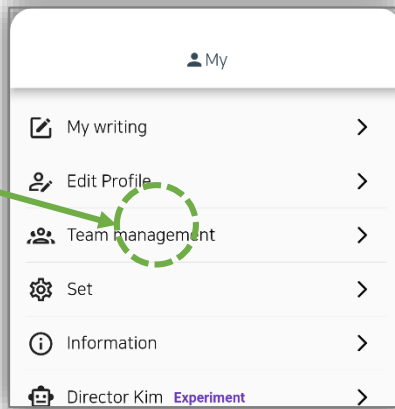 My
My writing
Edit Profile
Team management
Set
Information
Director Kim Experiment